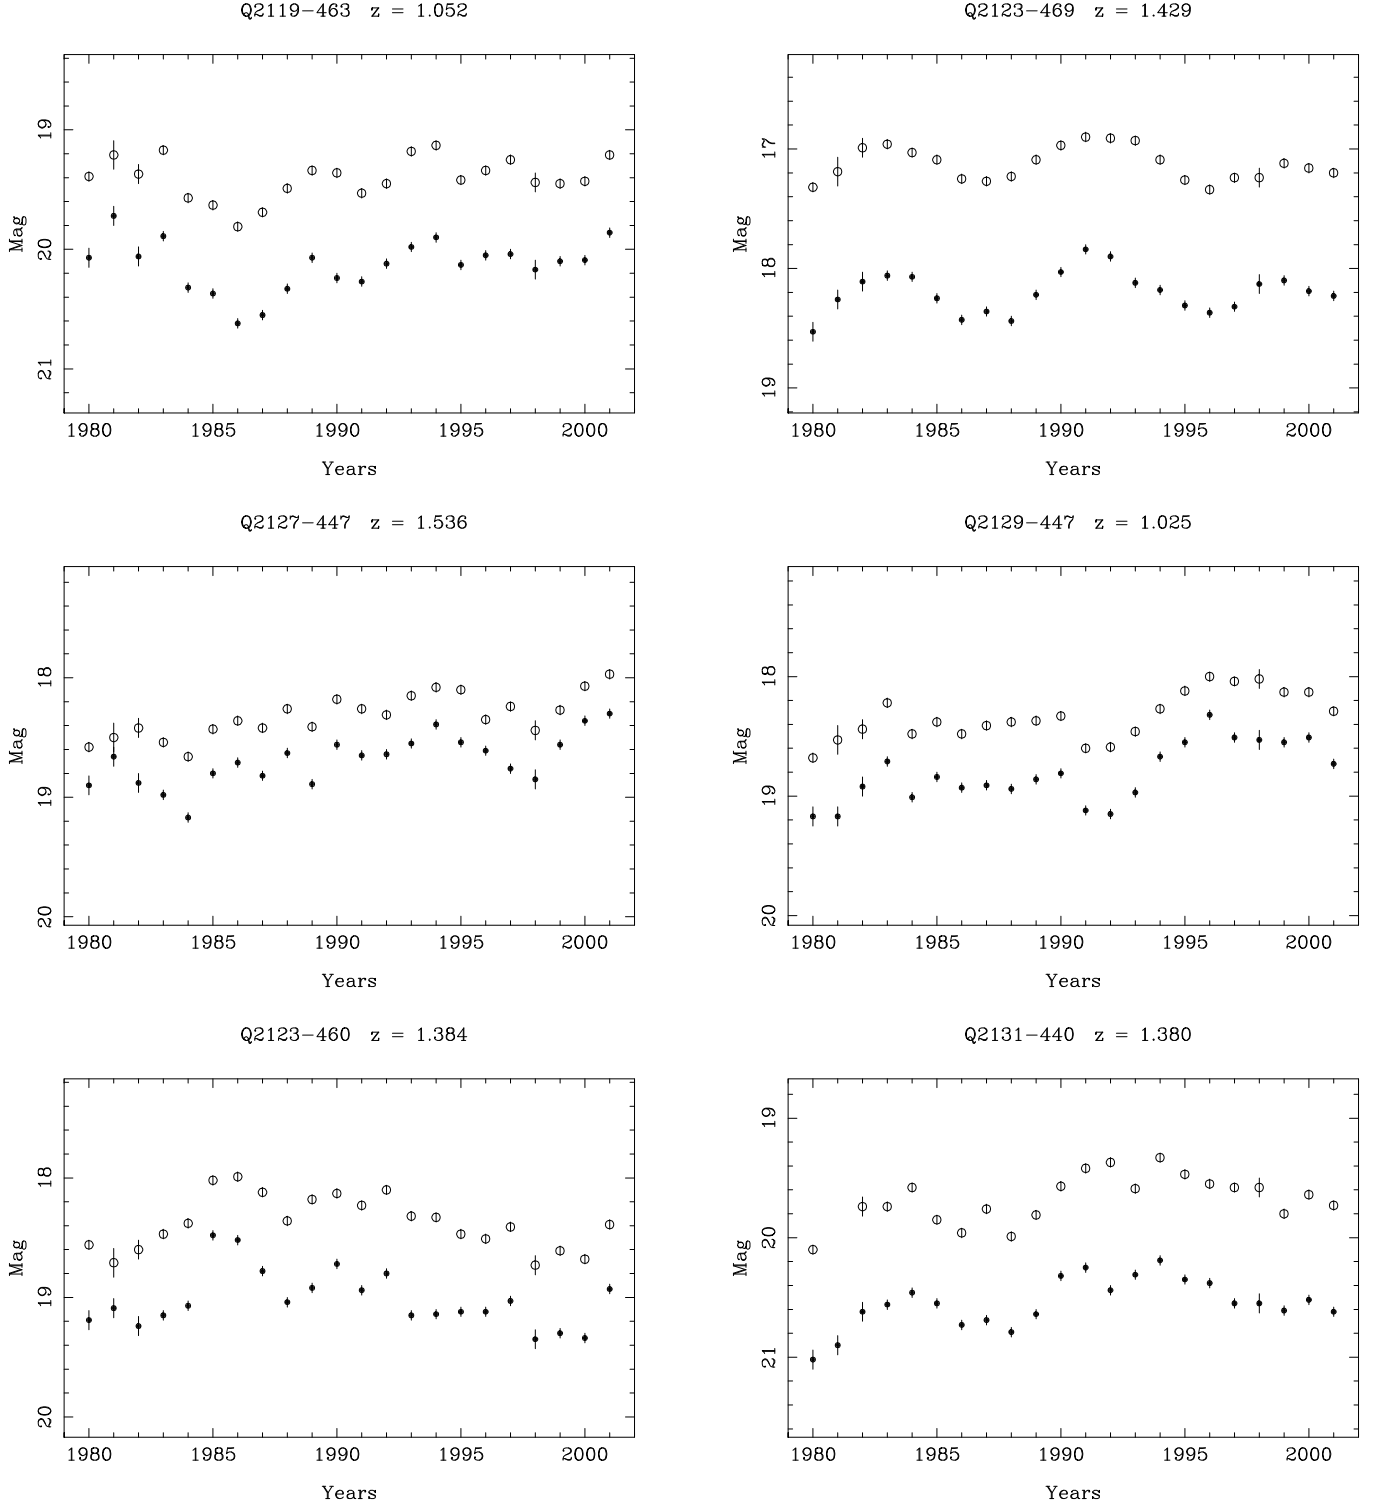 Q2119−463 z = 1.052
Q2123−469 z = 1.429
Mag
19
20
21
1980 1985 1990 1995 2000
Years
Mag
17
18
19
1980 1985 1990 1995 2000
Years
Q2127−447 z = 1.536
Q2129−447 z = 1.025
Mag
18
19
20
1980 1985 1990 1995 2000
Years
Mag
18
19
20
1980 1985 1990 1995 2000
Years
Q2123−460 z = 1.384
Q2131−440 z = 1.380
Mag
18
19
20
1980 1985 1990 1995 2000
Years
Mag
19
20
21
1980 1985 1990 1995 2000
Years